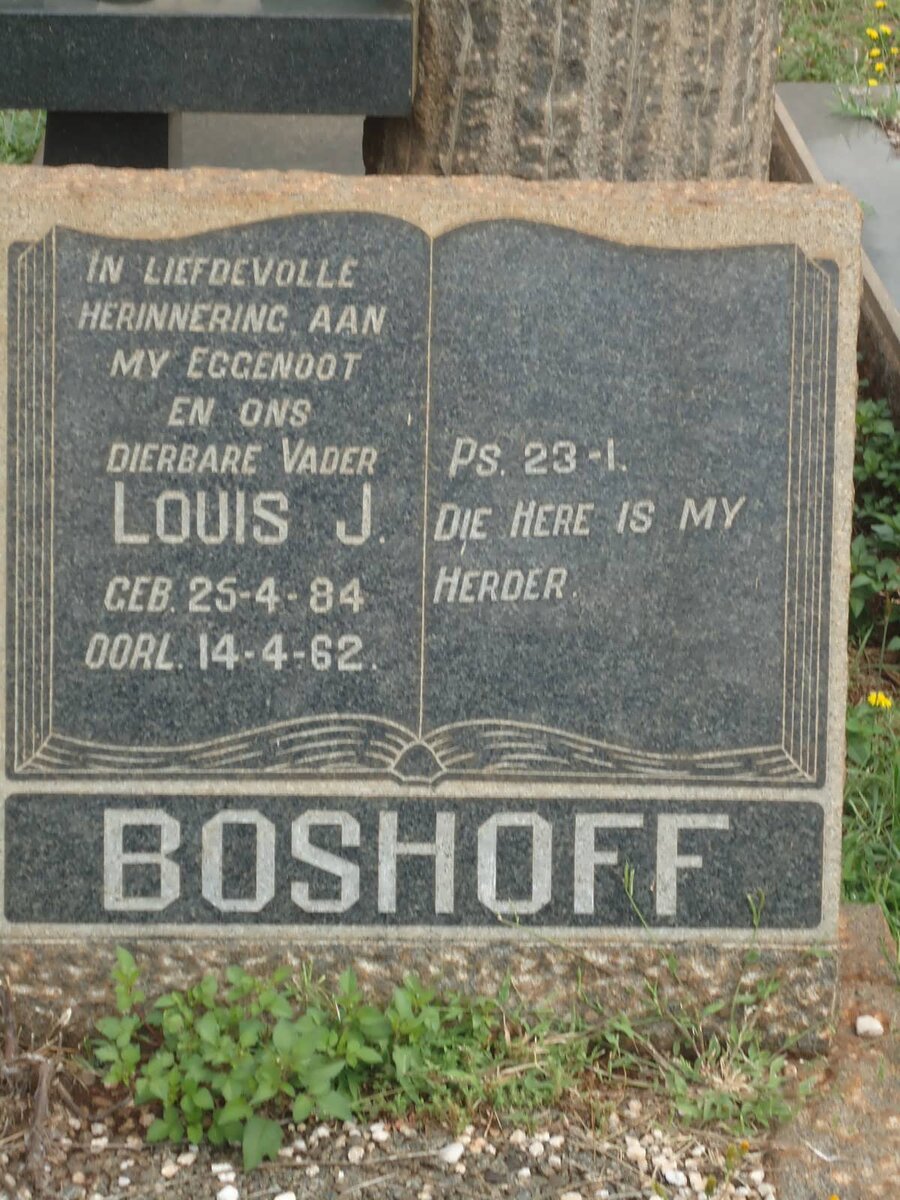 IN LIEFDEVOLLE
HERINNERING AAN
MY EGGENOOT
EN ONS
DIERBARE VADER
LOUIS J.
GEB. 25-4-84
OORL. 14-4-62.
PS. 23-1.
DIE HERE IS MY
HERDER.
BOSHOFF